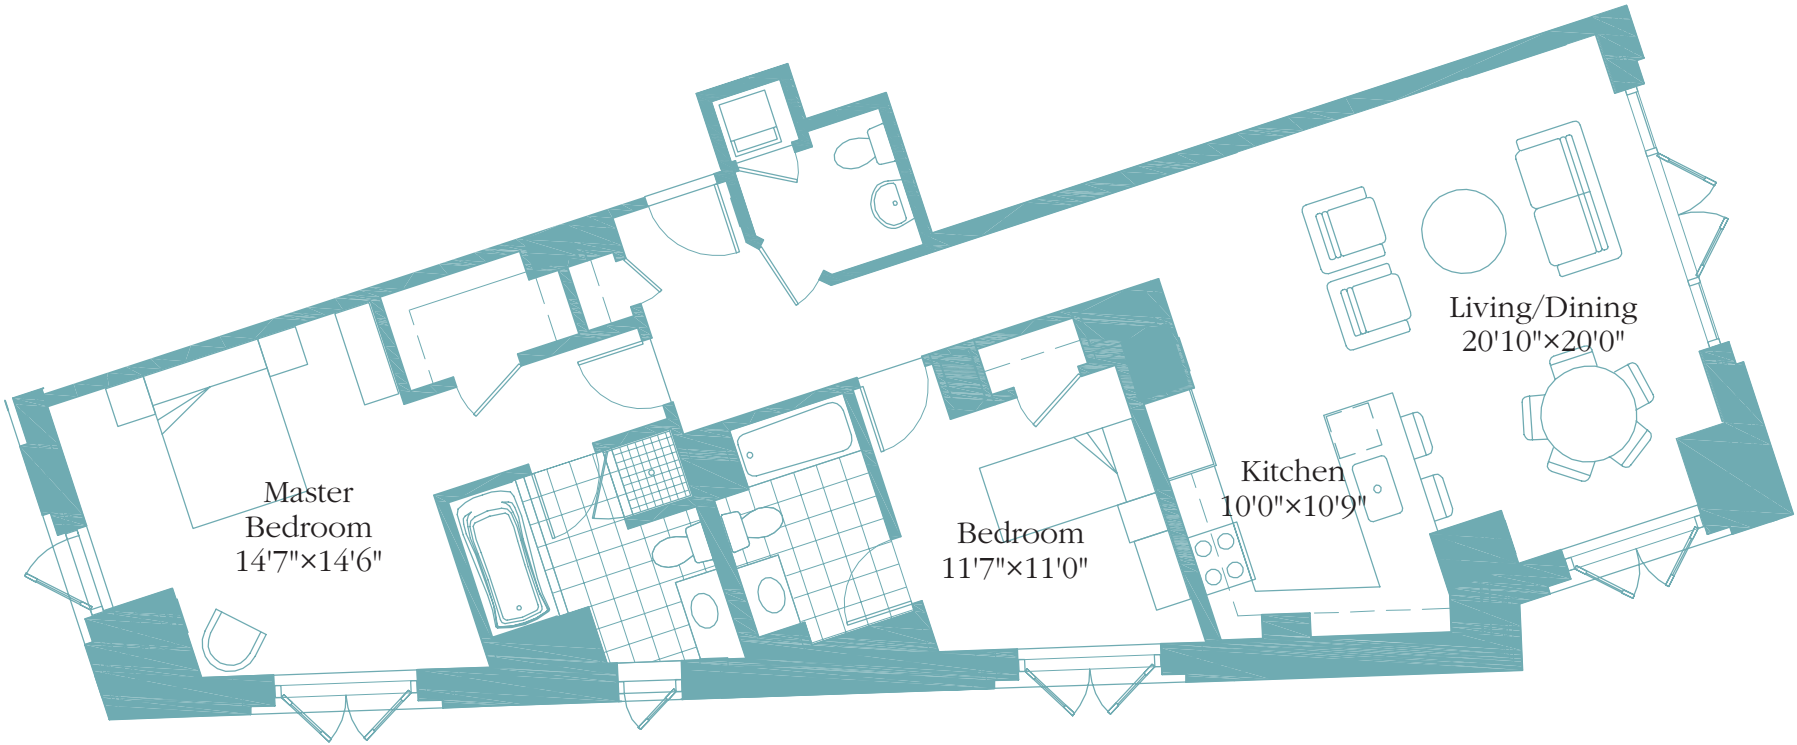 Master
Bedroom
14'7"×14'6"
Bedroom
11'7"×11'0"
Kitchen
10'0"×10'9"
Living/Dining
20'10"×20'0"